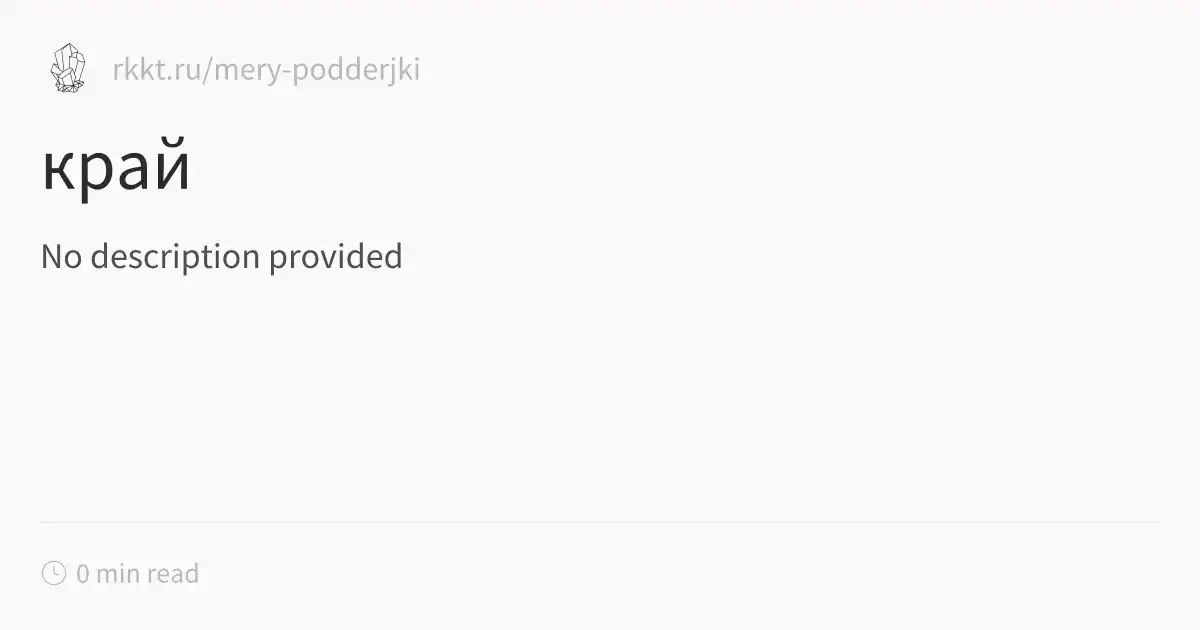 rkkt.ru/mery-podderjki
край
No description provided
0 min read